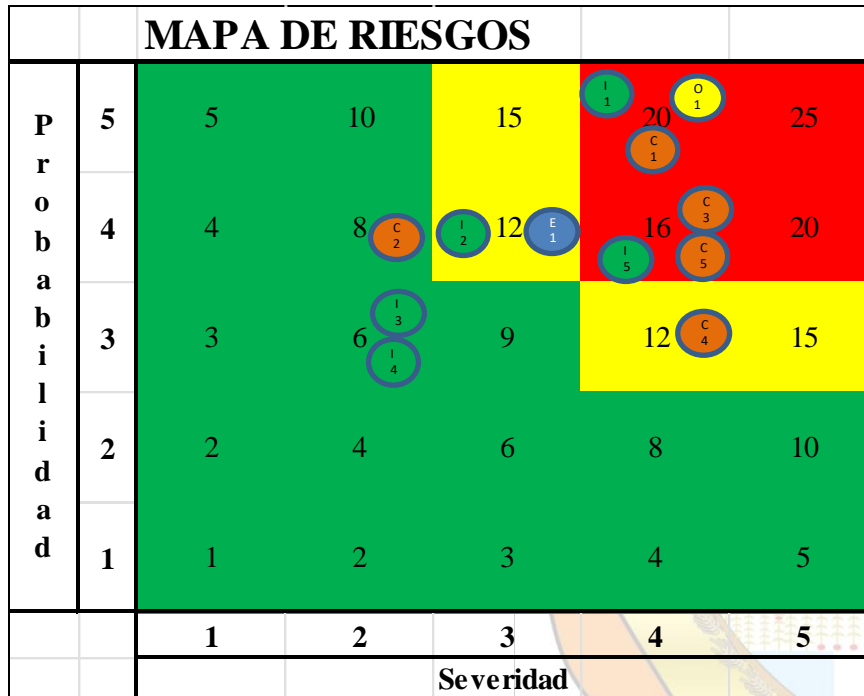 MAPA DE RIESGOS
Probabilidad
5 5 10 15 20 25
I 1
O 1
C 1
4 4 8 12 16 20
C 2
I 2
E 1
C 3
I 5
C 5
3 3 6 9 12 15
I 3
I 4
C 4
2 2 4 6 8 10
1 1 2 3 4 5
1 2 3 4 5
Severidad